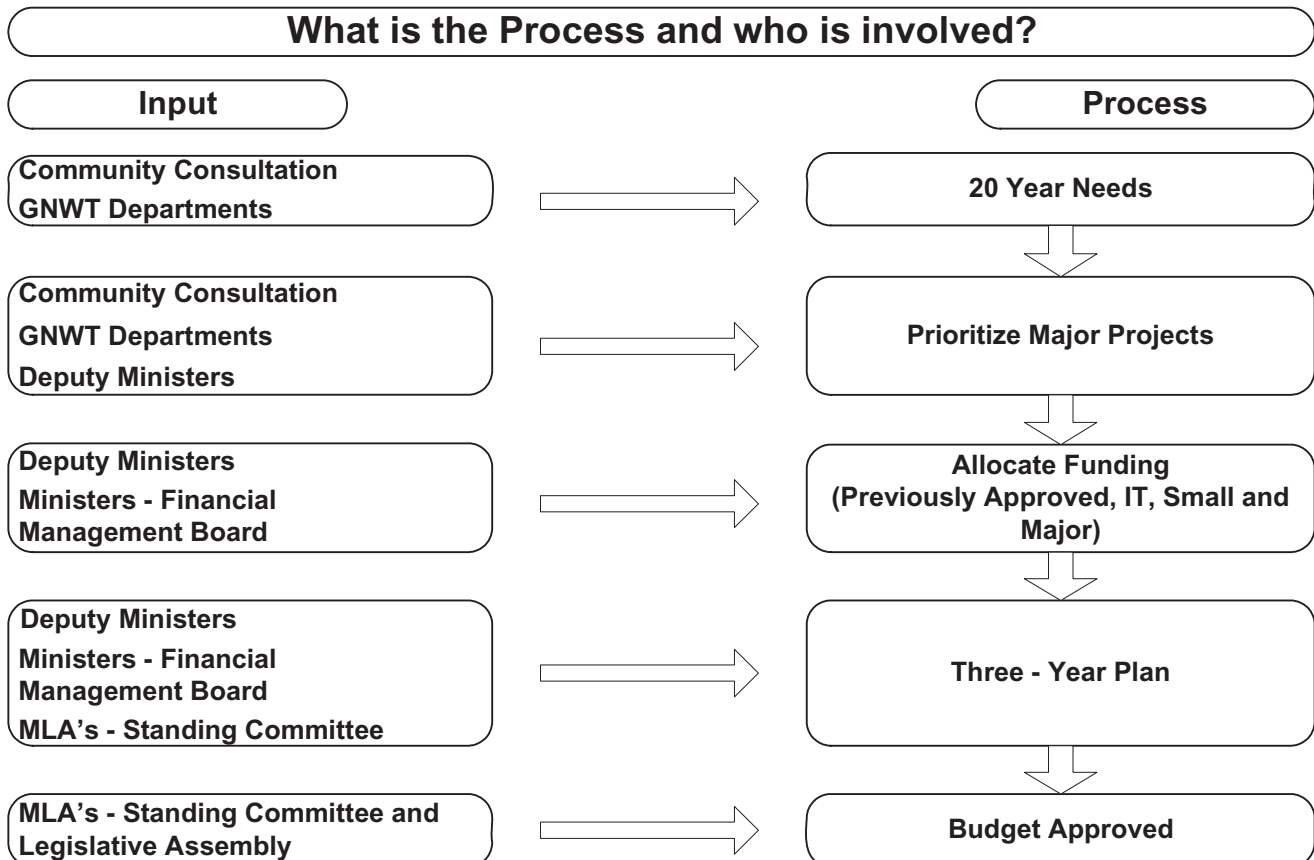 What is the Process and who is involved?
Input
Process
Community Consultation
GNWT Departments
20 Year Needs
Community Consultation
GNWT Departments
Deputy Ministers
Prioritize Major Projects
Deputy Ministers
Ministers - Financial
Management Board
Allocate Funding
(Previously Approved, IT, Small and
Major)
Deputy Ministers
Ministers - Financial
Management Board
MLA's - Standing Committee
Three - Year Plan
MLA's - Standing Committee and
Legislative Assembly
Budget Approved